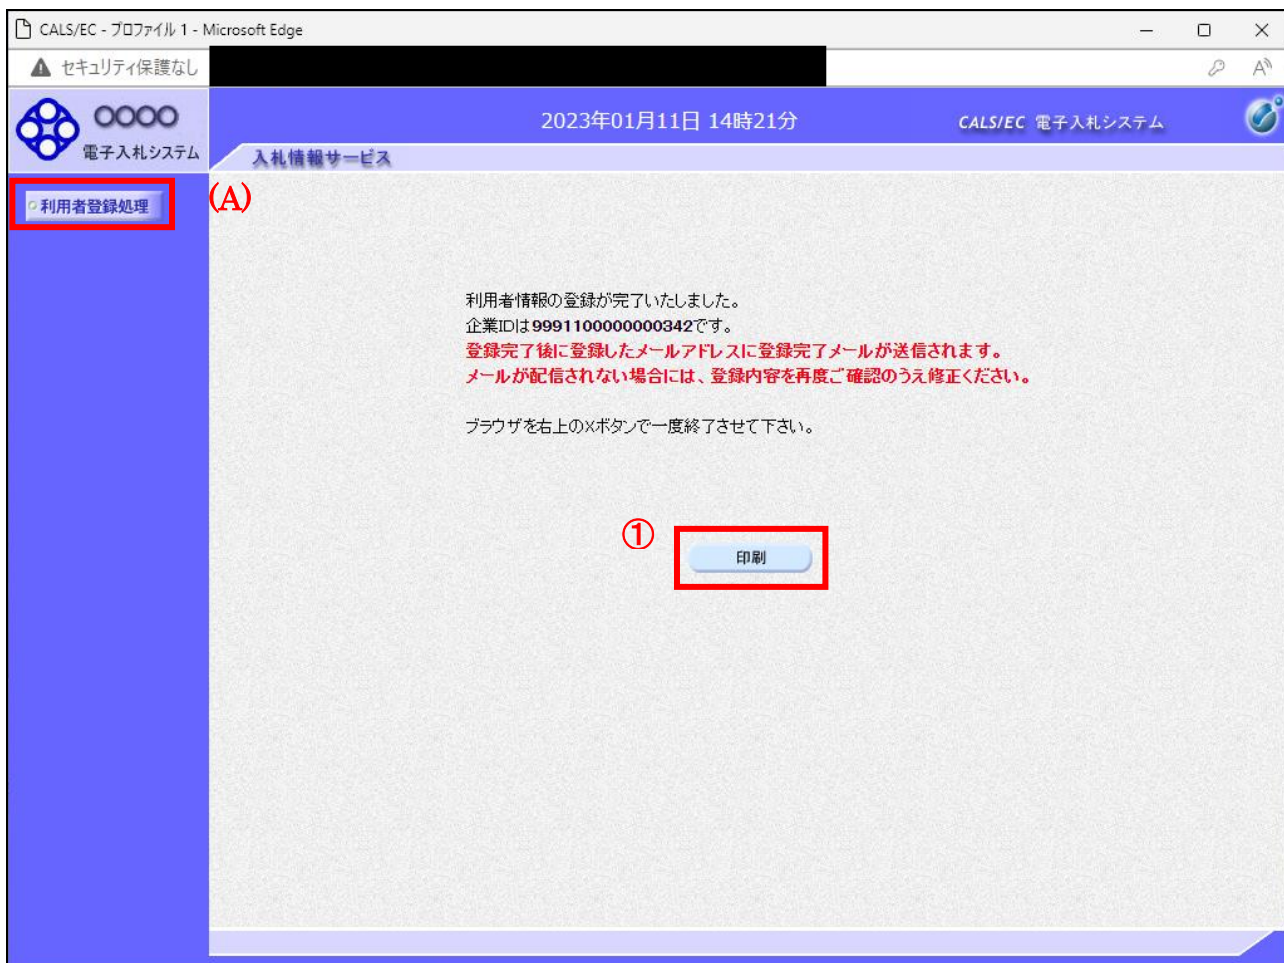 CALS/EC - プロファイル 1 - Microsoft Edge
セキュリティ保護なし
OOOO
電子入札システム
2023年01月11日 14時21分
CALS/EC 電子入札システム
入札情報サービス
利用者登録処理
(A)
利用者情報の登録が完了いたしました。
企業IDは9991100000000342です。
登録完了後に登録したメールアドレスに登録完了メールが送信されます。
メールが配信されない場合には、登録内容を再度ご確認のうえ修正ください。
ブラウザを右上の×ボタンで一度終了させて下さい。
①
印刷